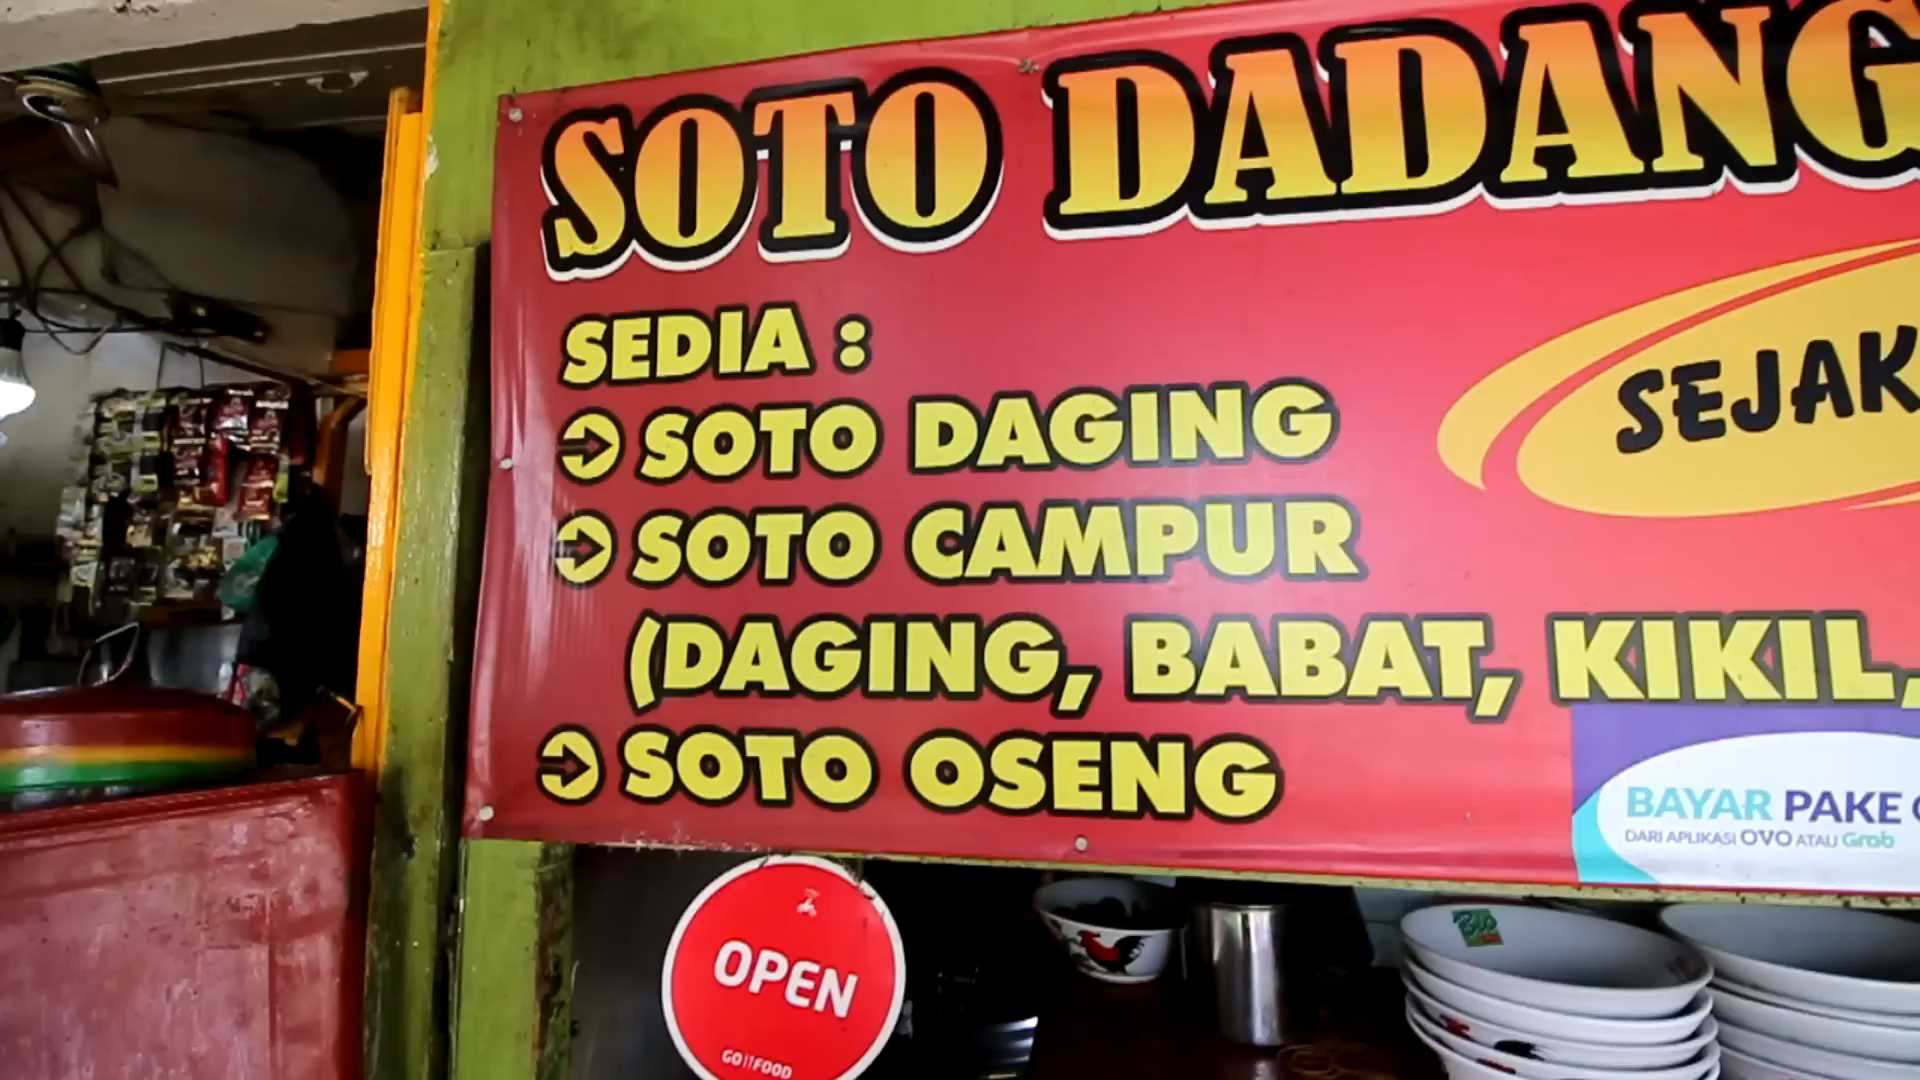 SOTO DADANG
SEDIA :
SOTO DAGING
SOTO CAMPUR
(DAGING, BABAT, KIKIL,
SOTO OSENG
SEJAK
BAYAR PAKE
DARI APLIKASI OVO ATAU Grab
OPEN
GO!!FOOD